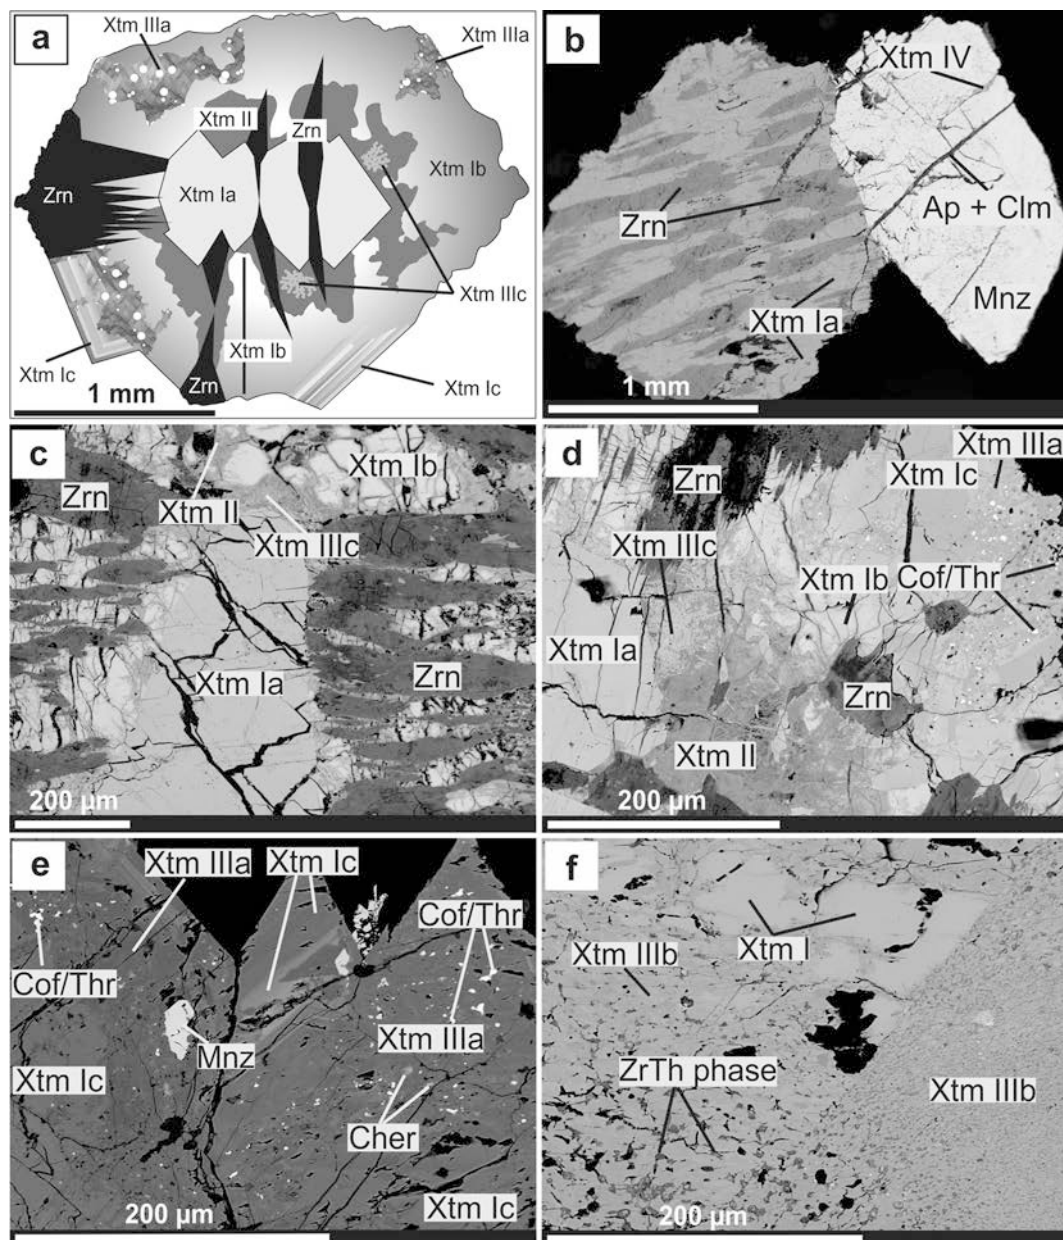 a
Xtm IIIa
Xtm IIIa
Xtm II
Zrn
Xtm Ib
Zrn
Xtm Ia
Xtm IIIc
Xtm Ib
Xtm Ic
Zrn
Xtm Ic
1 mm
b
Xtm IV
Zrn
Ap + Clm
Mnz
Xtm Ia
1 mm
c
Xtm Ib
Zrn
Xtm II
Xtm IIIc
Xtm Ia
Zrn
200 µm
d
Xtm IIIa
Xtm Ic
Zrn
Xtm IIIc
Xtm Ib
Cof/Thr
Xtm Ia
Zrn
Xtm II
200 µm
e
Xtm IIIa
Xtm Ic
Cof/Thr
Cof/Thr
Xtm IIIa
Mnz
Xtm Ic
Cher
Xtm Ic
200 µm
f
Xtm I
Xtm IIIb
ZrTh phase
Xtm IIIb
200 µm